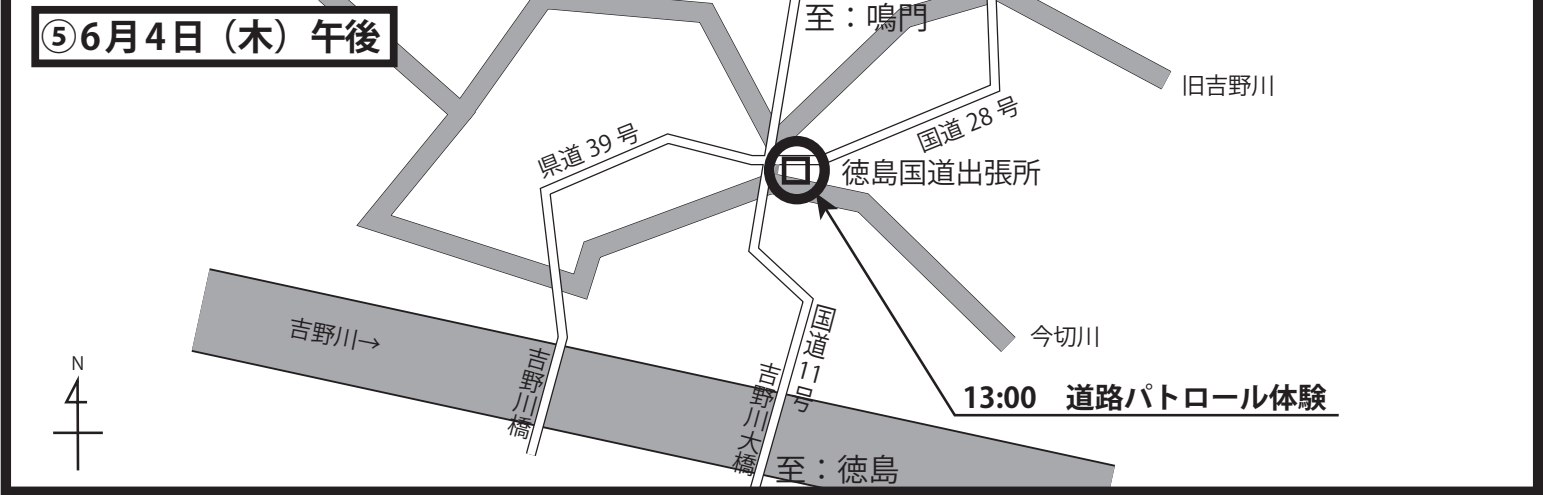 ⑤6月4日（木）午後
至：鳴門
旧吉野川
国道 28 号
県道 39 号
徳島国道出張所
吉野川→
国道11号
今切川
吉野川橋
吉野川大橋
N
13:00　道路パトロール体験
至：徳島